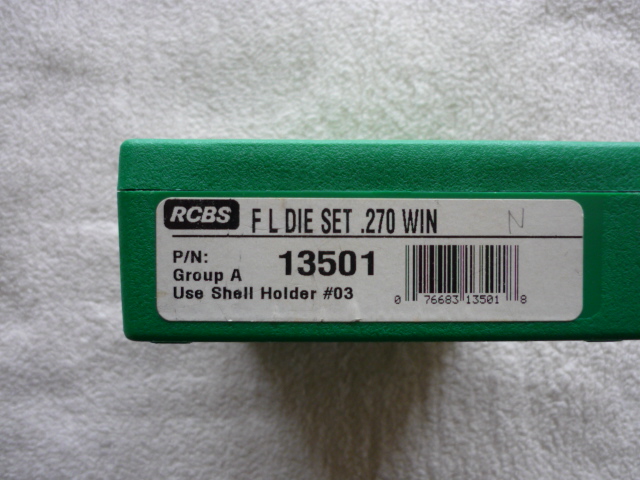 RCBS F L DIE SET .270 WIN N
P/N: 13501
Group A
Use Shell Holder #03
0 76683 13501 8